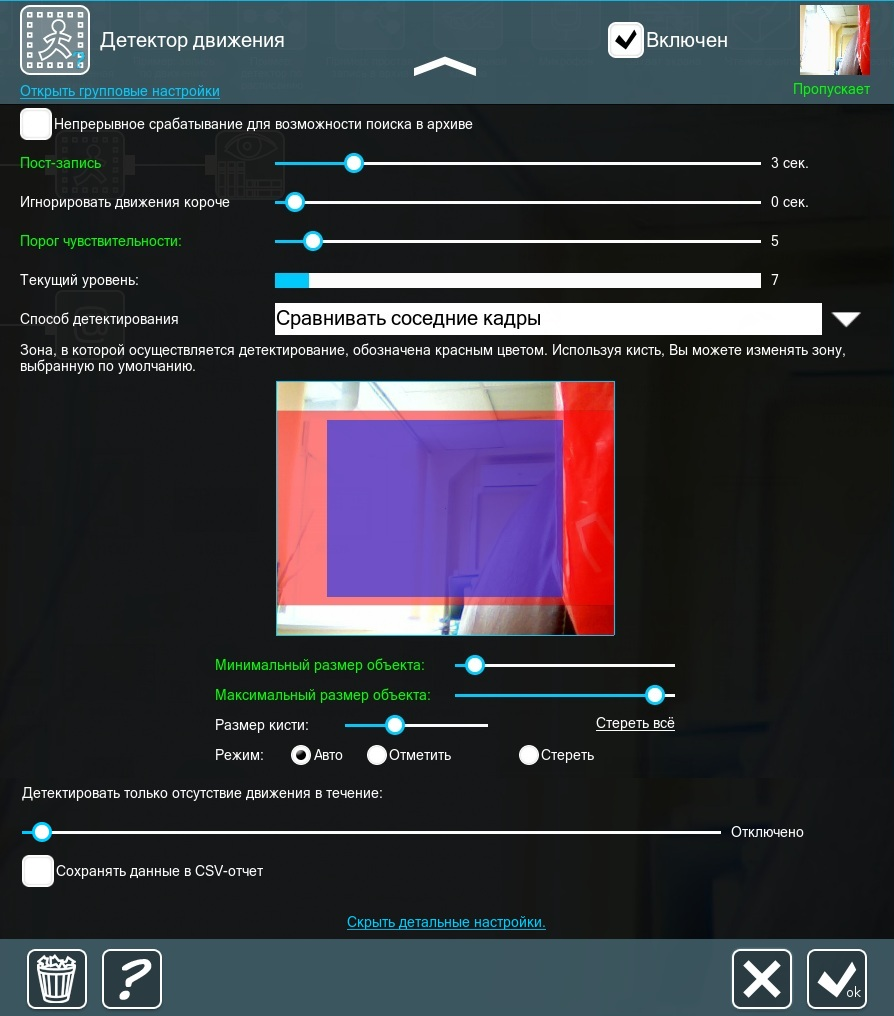 Детектор движения
Включен
Открыть групповые настройки
Пропускает
Непрерывное срабатывание для возможности поиска в архиве
Пост-запись
3 сек.
Игнорировать движения короче
0 сек.
Порог чувствительности:
5
Текущий уровень:
7
Способ детектирования
Сравнивать соседние кадры
Зона, в которой осуществляется детектирование, обозначена красным цветом. Используя кисть, Вы можете изменять зону,
выбранную по умолчанию.
Минимальный размер объекта:
Максимальный размер объекта:
Размер кисти:
Стереть всё
Режим:
Авто
Отметить
Стереть
Детектировать только отсутствие движения в течение:
Отключено
Сохранять данные в CSV-отчет
Скрыть детальные настройки.
?
ok